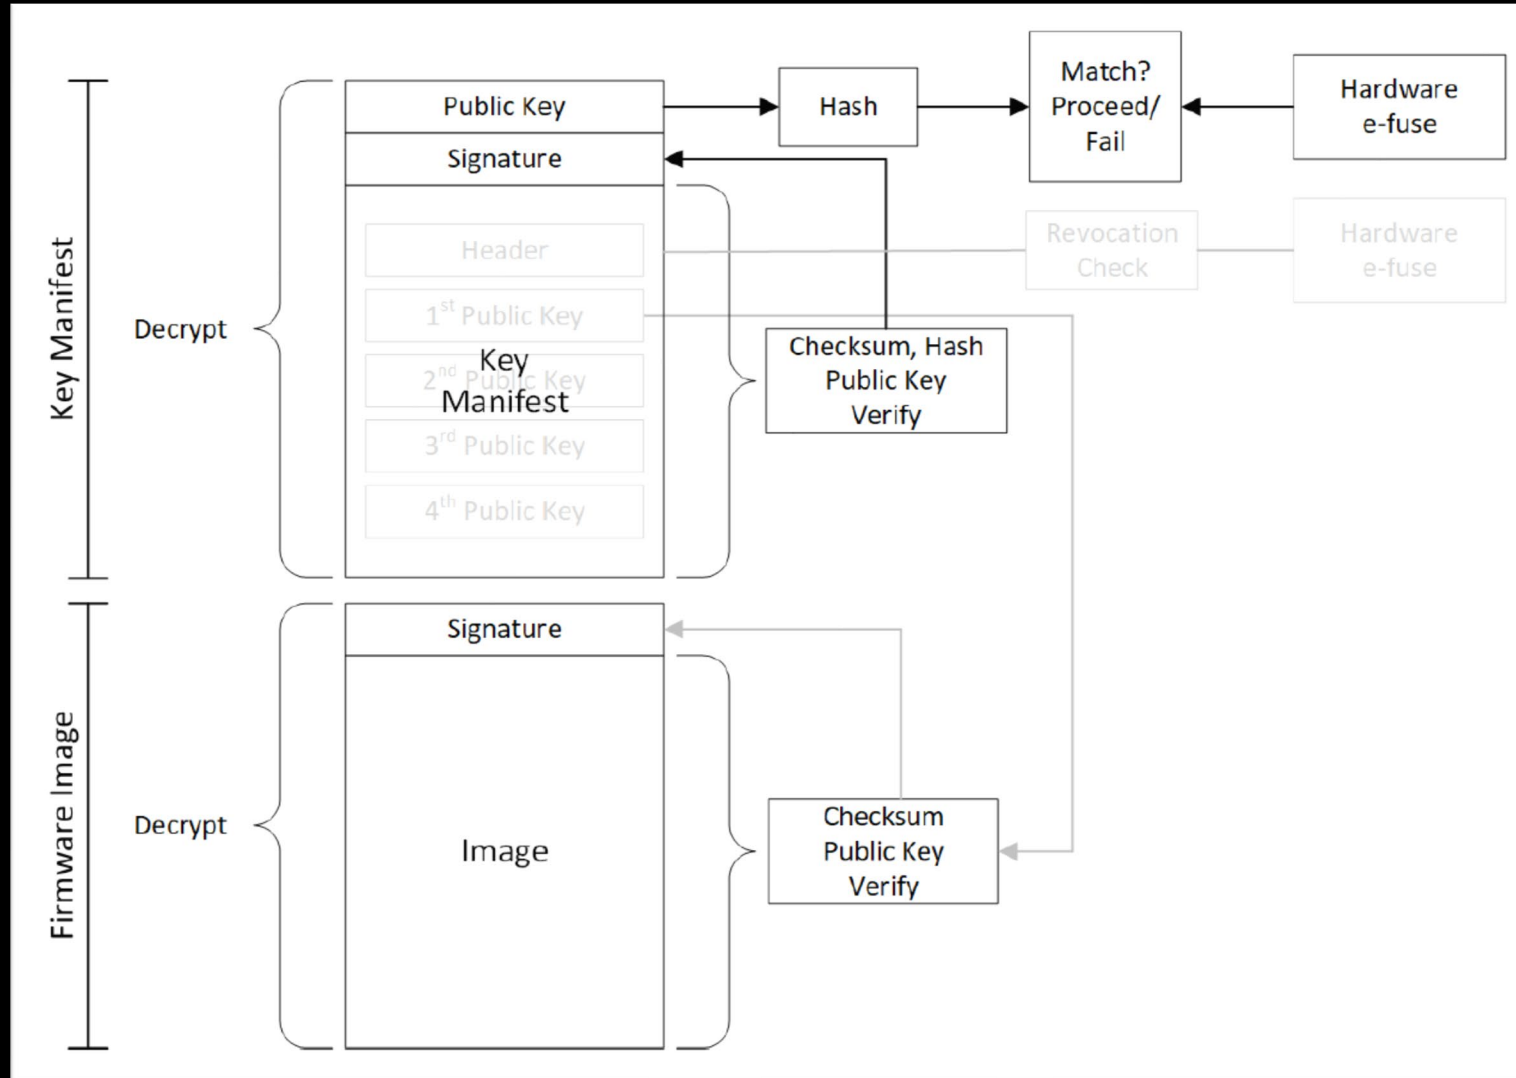 Key Manifest
Decrypt
Public Key
Signature
Header
1st Public Key
2nd Public Key
3rd Public Key
4th Public Key
Key
Manifest
Hash
Match?
Proceed/
Fail
Hardware
e-fuse
Revocation
Check
Hardware
e-fuse
Checksum, Hash
Public Key
Verify
Firmware Image
Decrypt
Signature
Image
Checksum
Public Key
Verify